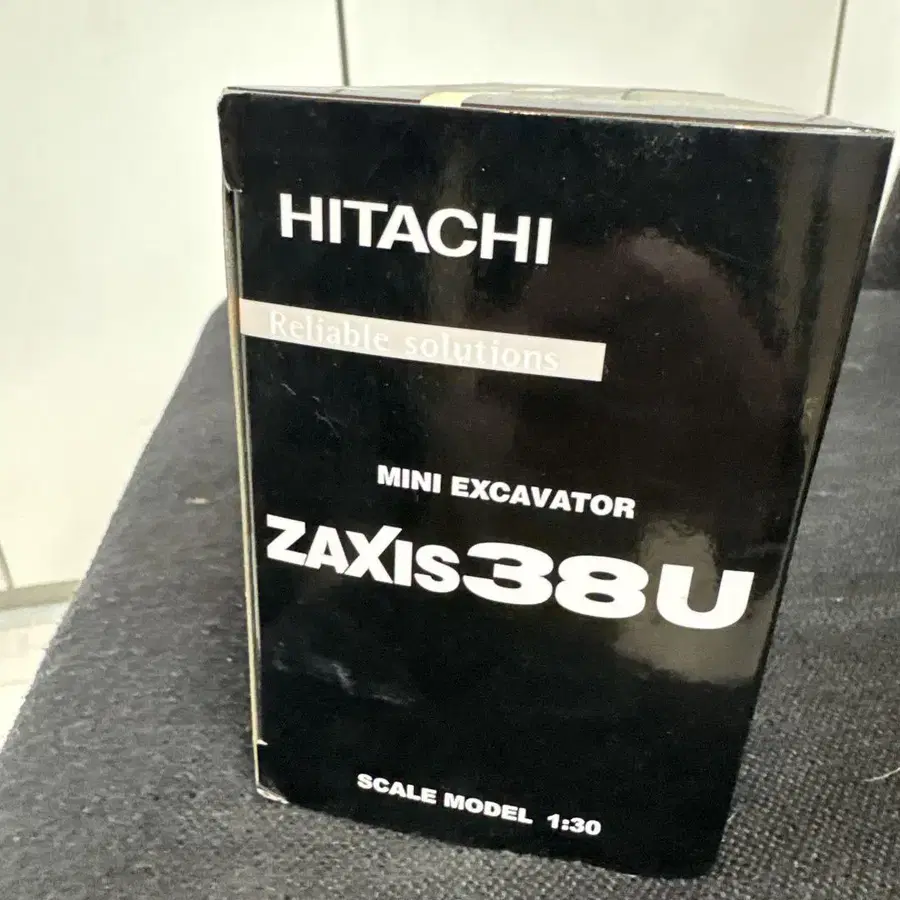 HITACHI
Reliable solutions
MINI EXCAVATOR
ZAXIS38U
SCALE MODEL 1:30